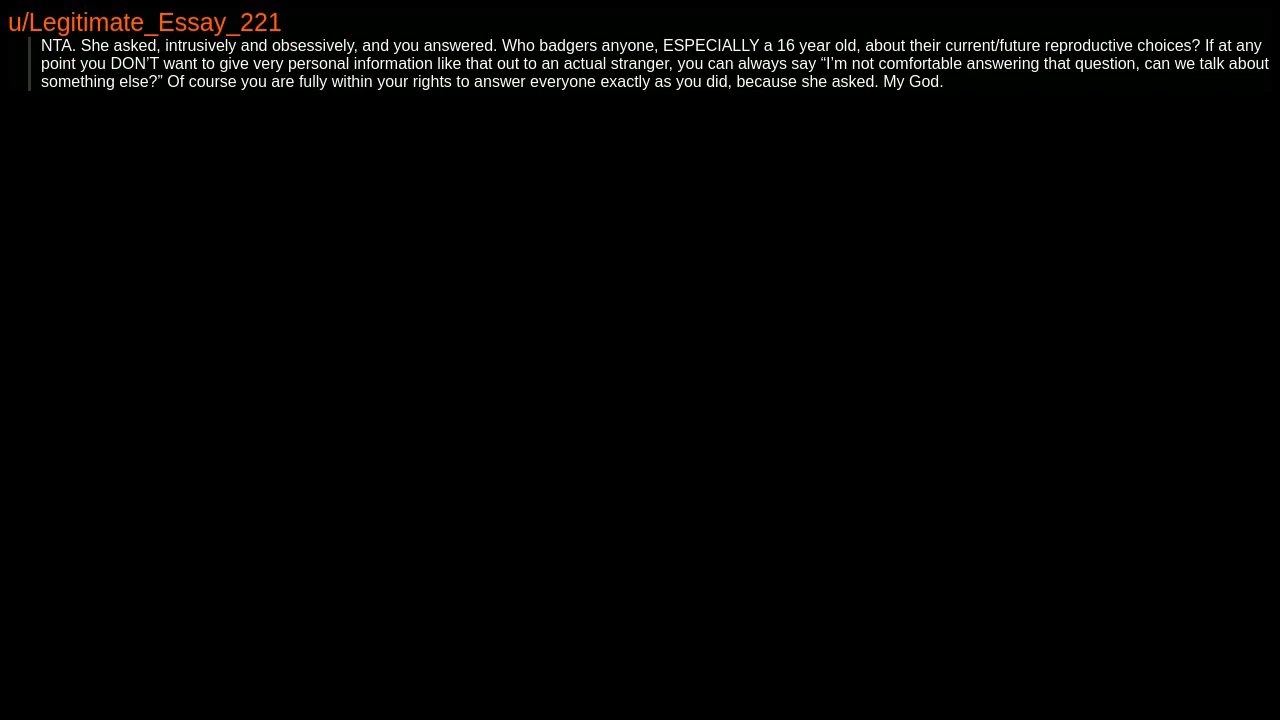 u/Legitimate_Essay_221
NTA. She asked, intrusively and obsessively, and you answered. Who badgers anyone, ESPECIALLY a 16 year old, about their current/future reproductive choices? If at any
point you DON’T want to give very personal information like that out to an actual stranger, you can always say “I’m not comfortable answering that question, can we talk about
something else?” Of course you are fully within your rights to answer everyone exactly as you did, because she asked. My God.